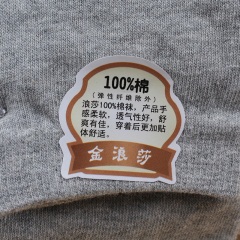 100%棉
(弹性纤维除外)
浪莎100%棉袜，产品手
感柔软，透气性好，舒
爽有佳，穿着后更加贴
体舒适。
金浪莎